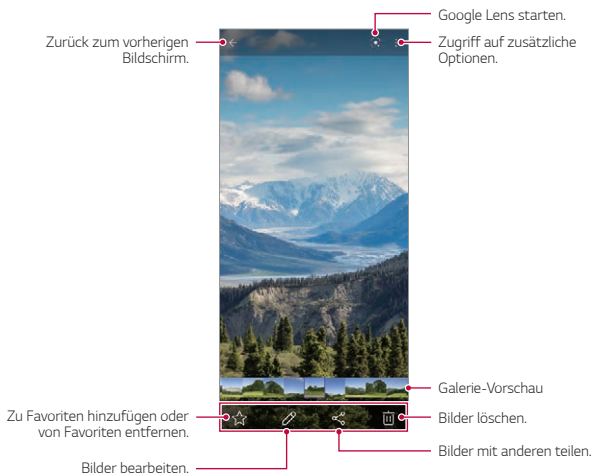 Google Lens starten.
Zurück zum vorherigen
Bildschirm.
Zugriff auf zusätzliche
Optionen.
Galerie-Vorschau
Zu Favoriten hinzufügen oder
von Favoriten entfernen.
Bilder löschen.
Bilder mit anderen teilen.
Bilder bearbeiten.